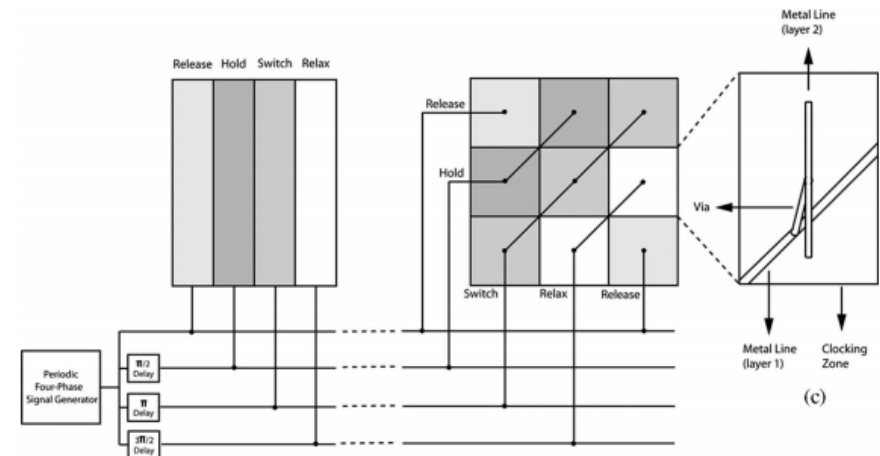 Metal Line
(layer 2)
Release Hold Switch Relax
Release
Hold
Via
Switch Relax Release
Metal Line
(layer 1)
Clocking
Zone
(c)
Periodic
Four-Phase
Signal Generator
π/2
Delay
π
Delay
3π/2
Delay